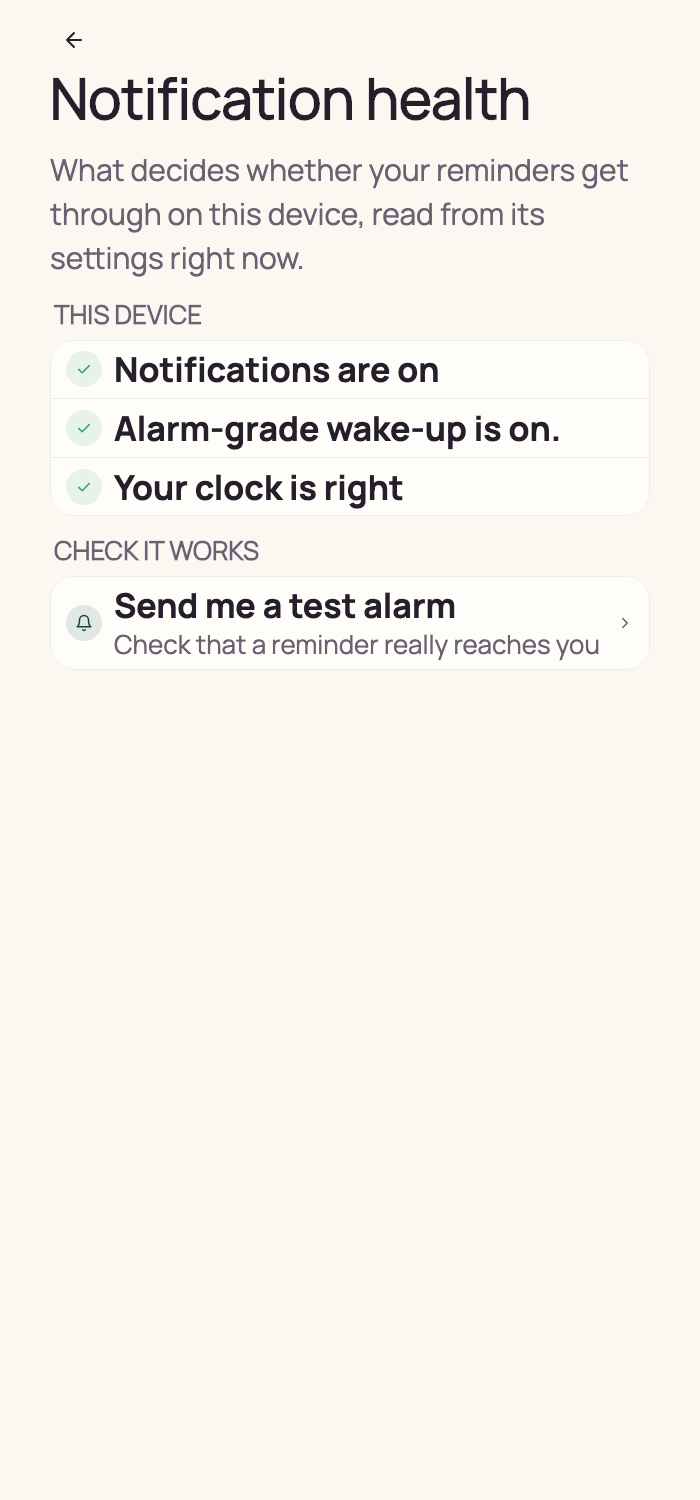 Notification health
What decides whether your reminders get
through on this device, read from its
settings right now.
THIS DEVICE
Notifications are on
Alarm-grade wake-up is on.
Your clock is right
CHECK IT WORKS
Send me a test alarm
Check that a reminder really reaches you